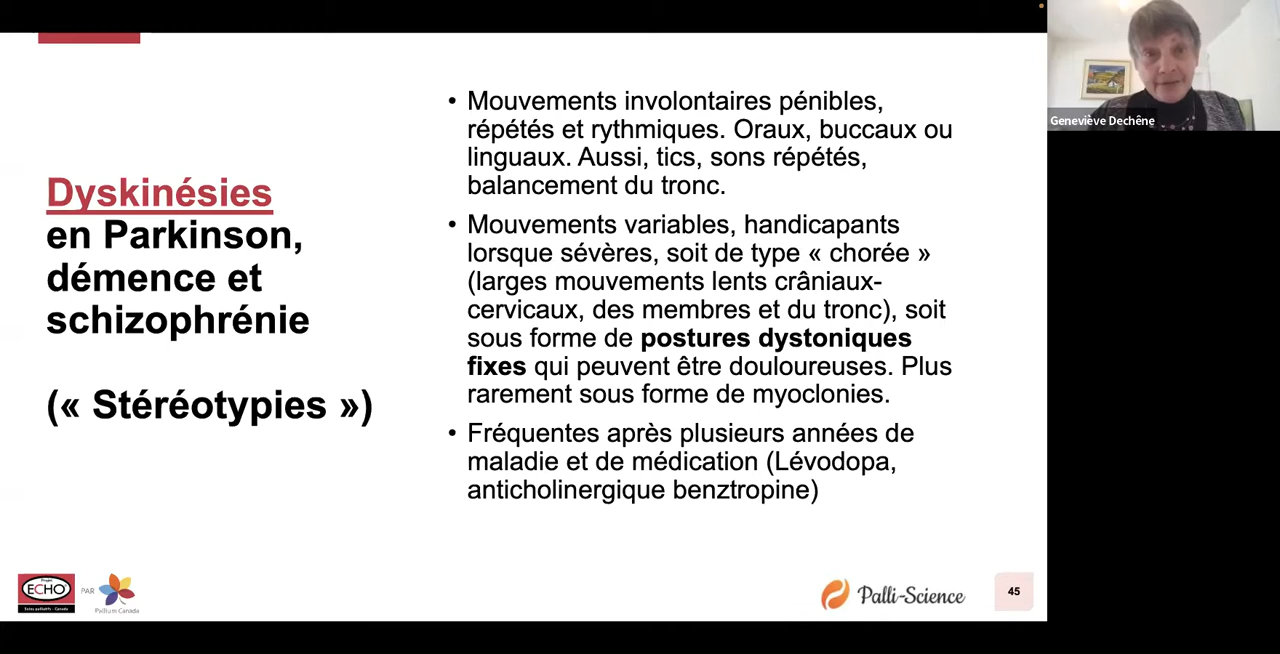 Dyskinésies
en Parkinson,
démence et
schizophrénie
(« Stéréotypies »)
• Mouvements involontaires pénibles,
répétés et rythmiques. Oraux, buccaux ou
linguaux. Aussi, tics, sons répétés,
balancement du tronc.
• Mouvements variables, handicapants
lorsque sévères, soit de type « chorée »
(larges mouvements lents crâniaux-
cervicaux, des membres et du tronc), soit
sous forme de postures dystoniques
fixes qui peuvent être douloureuses. Plus
rarement sous forme de myoclonies.
• Fréquentes après plusieurs années de
maladie et de médication (Lévodopa,
anticholinergique benztropine)
Geneviève Dechêne
Projet
ECHO
Soins palliatifs · Canada
PAR
Pallium Canada
Palli-Science
45